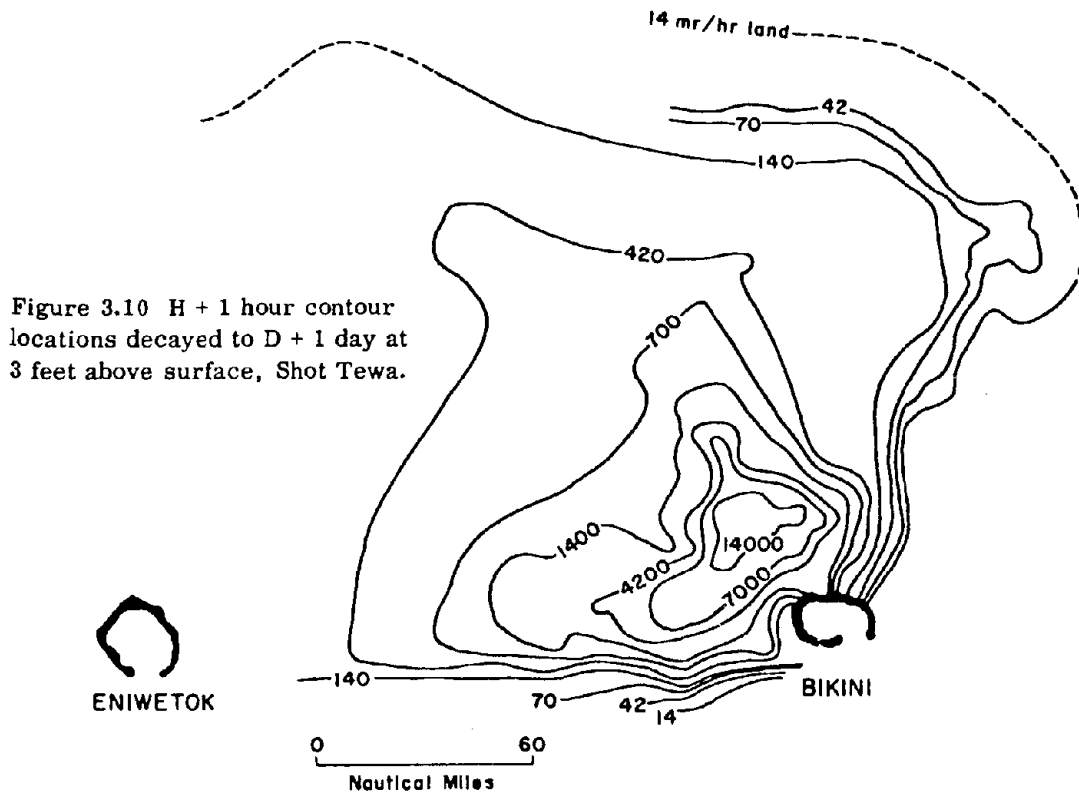 14 mr/hr land
42
70
140
420
Figure 3.10 H + 1 hour contour
locations decayed to D + 1 day at
3 feet above surface, Shot Tewa.
700
1400
14000
4200
7000
ENIWETOK
BIKINI
140
70
42
14
0 60
Nautical Miles